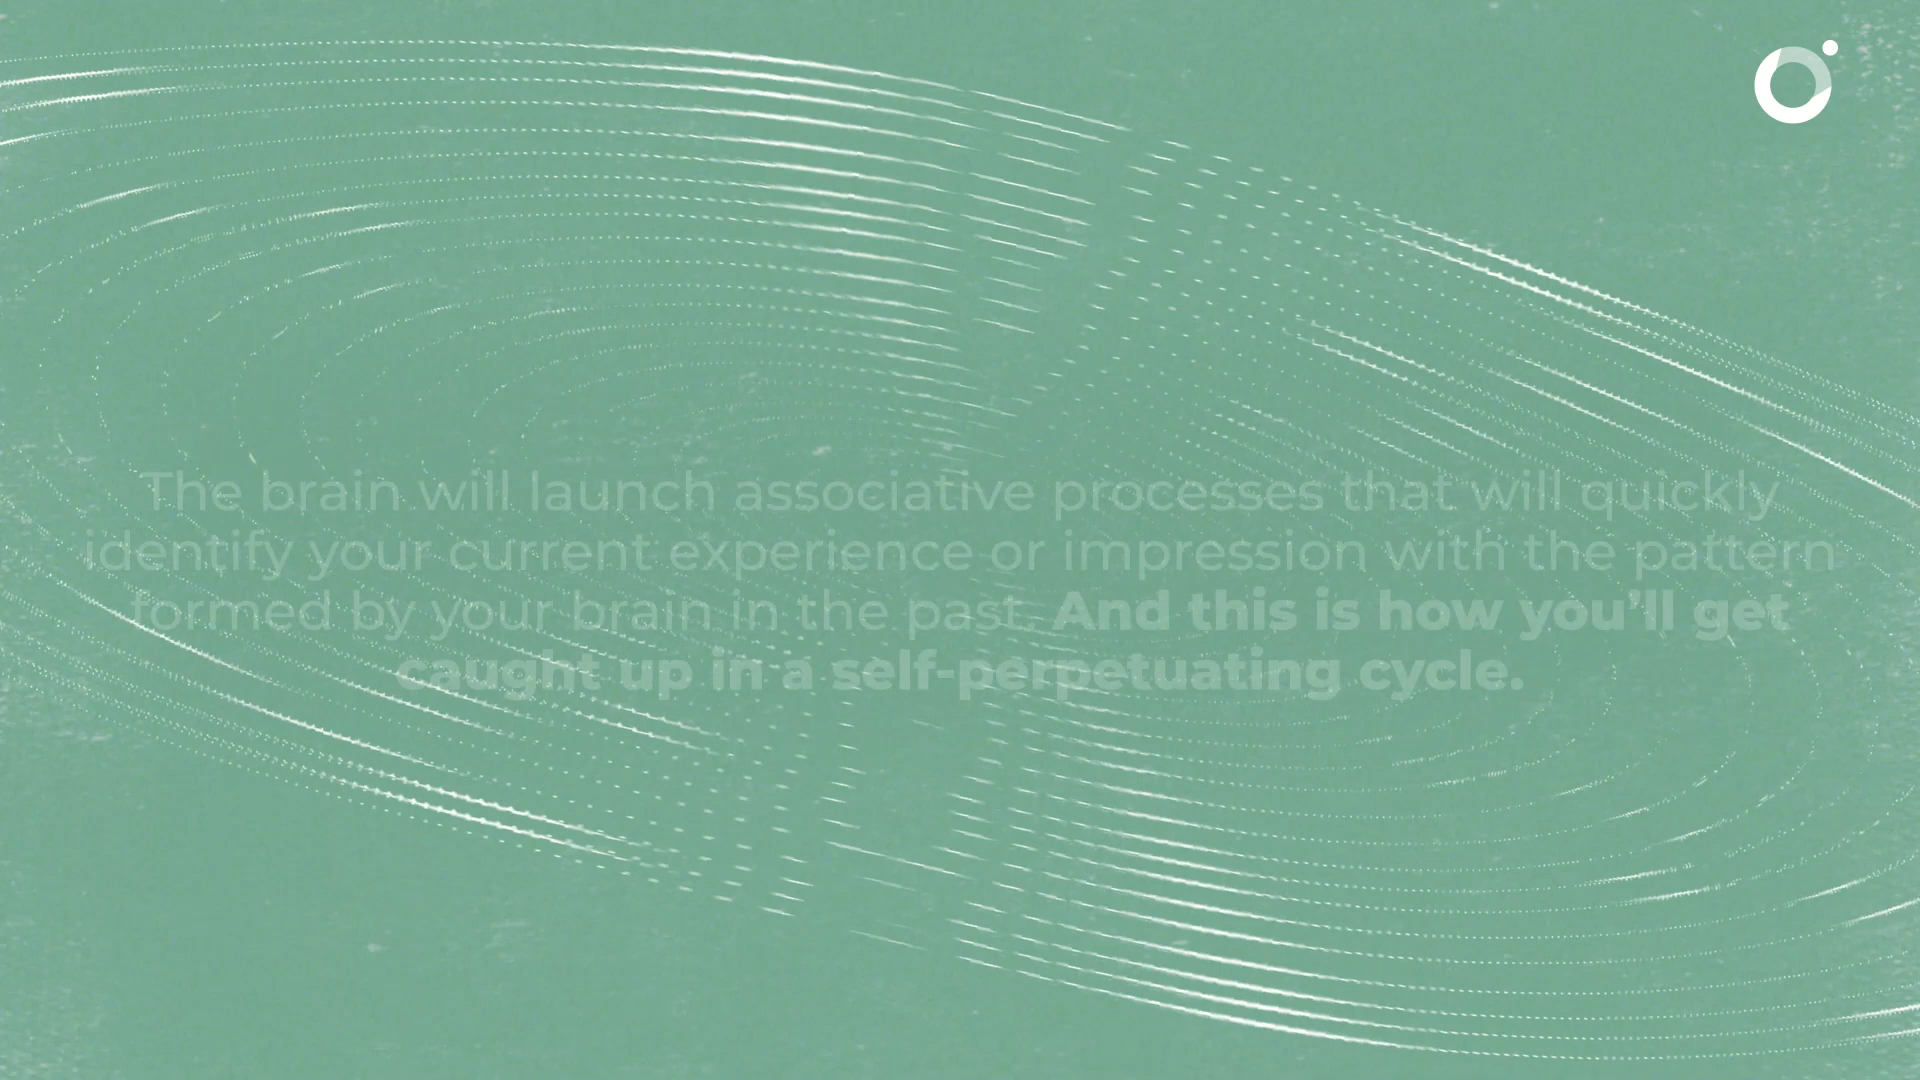 The brain will launch associative processes that will quickly
identify your current experience or impression with the pattern
formed by your brain in the past. And this is how you’ll get
caught up in a self-perpetuating cycle.